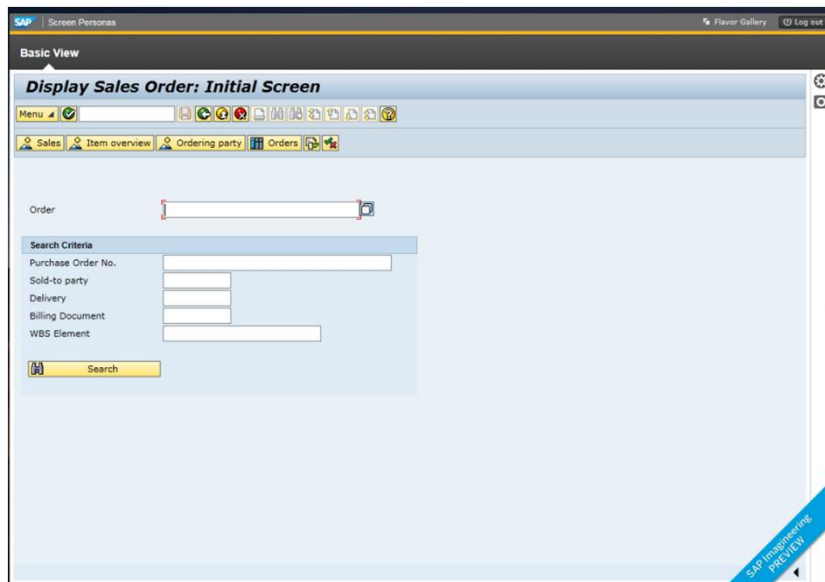 SAP Screen Personas Flavor Gallery Log out
Basic View
Display Sales Order: Initial Screen
Menu
Sales Item overview Ordering party Orders
Order
Search Criteria
Purchase Order No.
Sold-to party
Delivery
Billing Document
WBS Element
Search
SAP Imagineering
PREVIEW